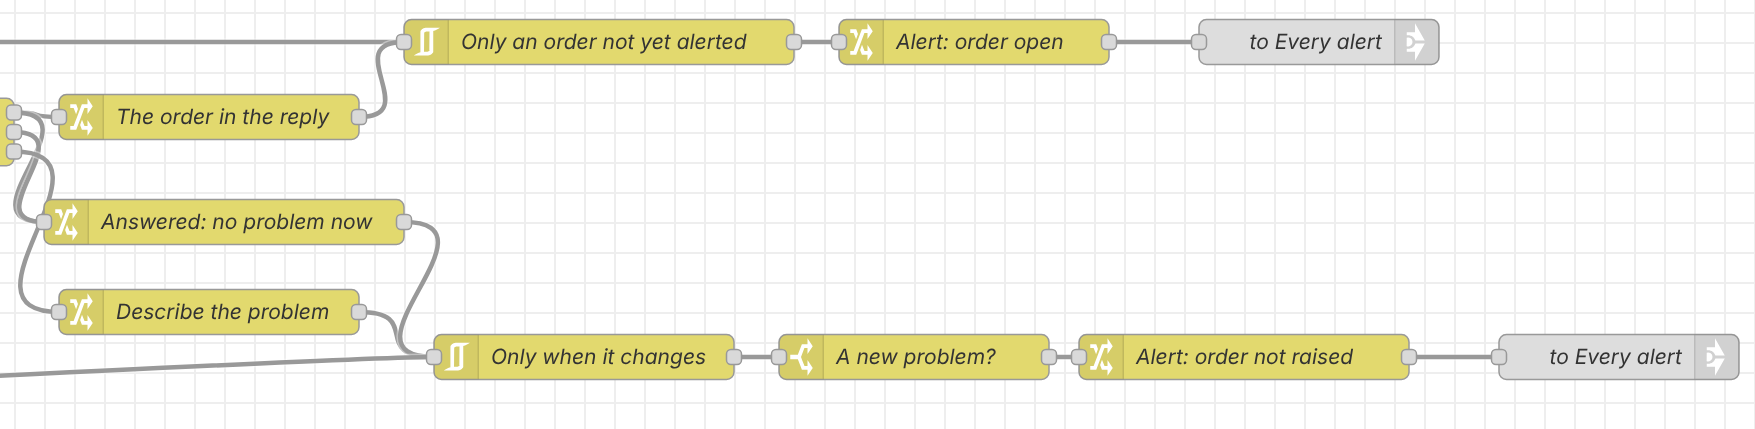 Only an order not yet alerted
Alert: order open
to Every alert
The order in the reply
Answered: no problem now
Describe the problem
Only when it changes
A new problem?
Alert: order not raised
to Every alert